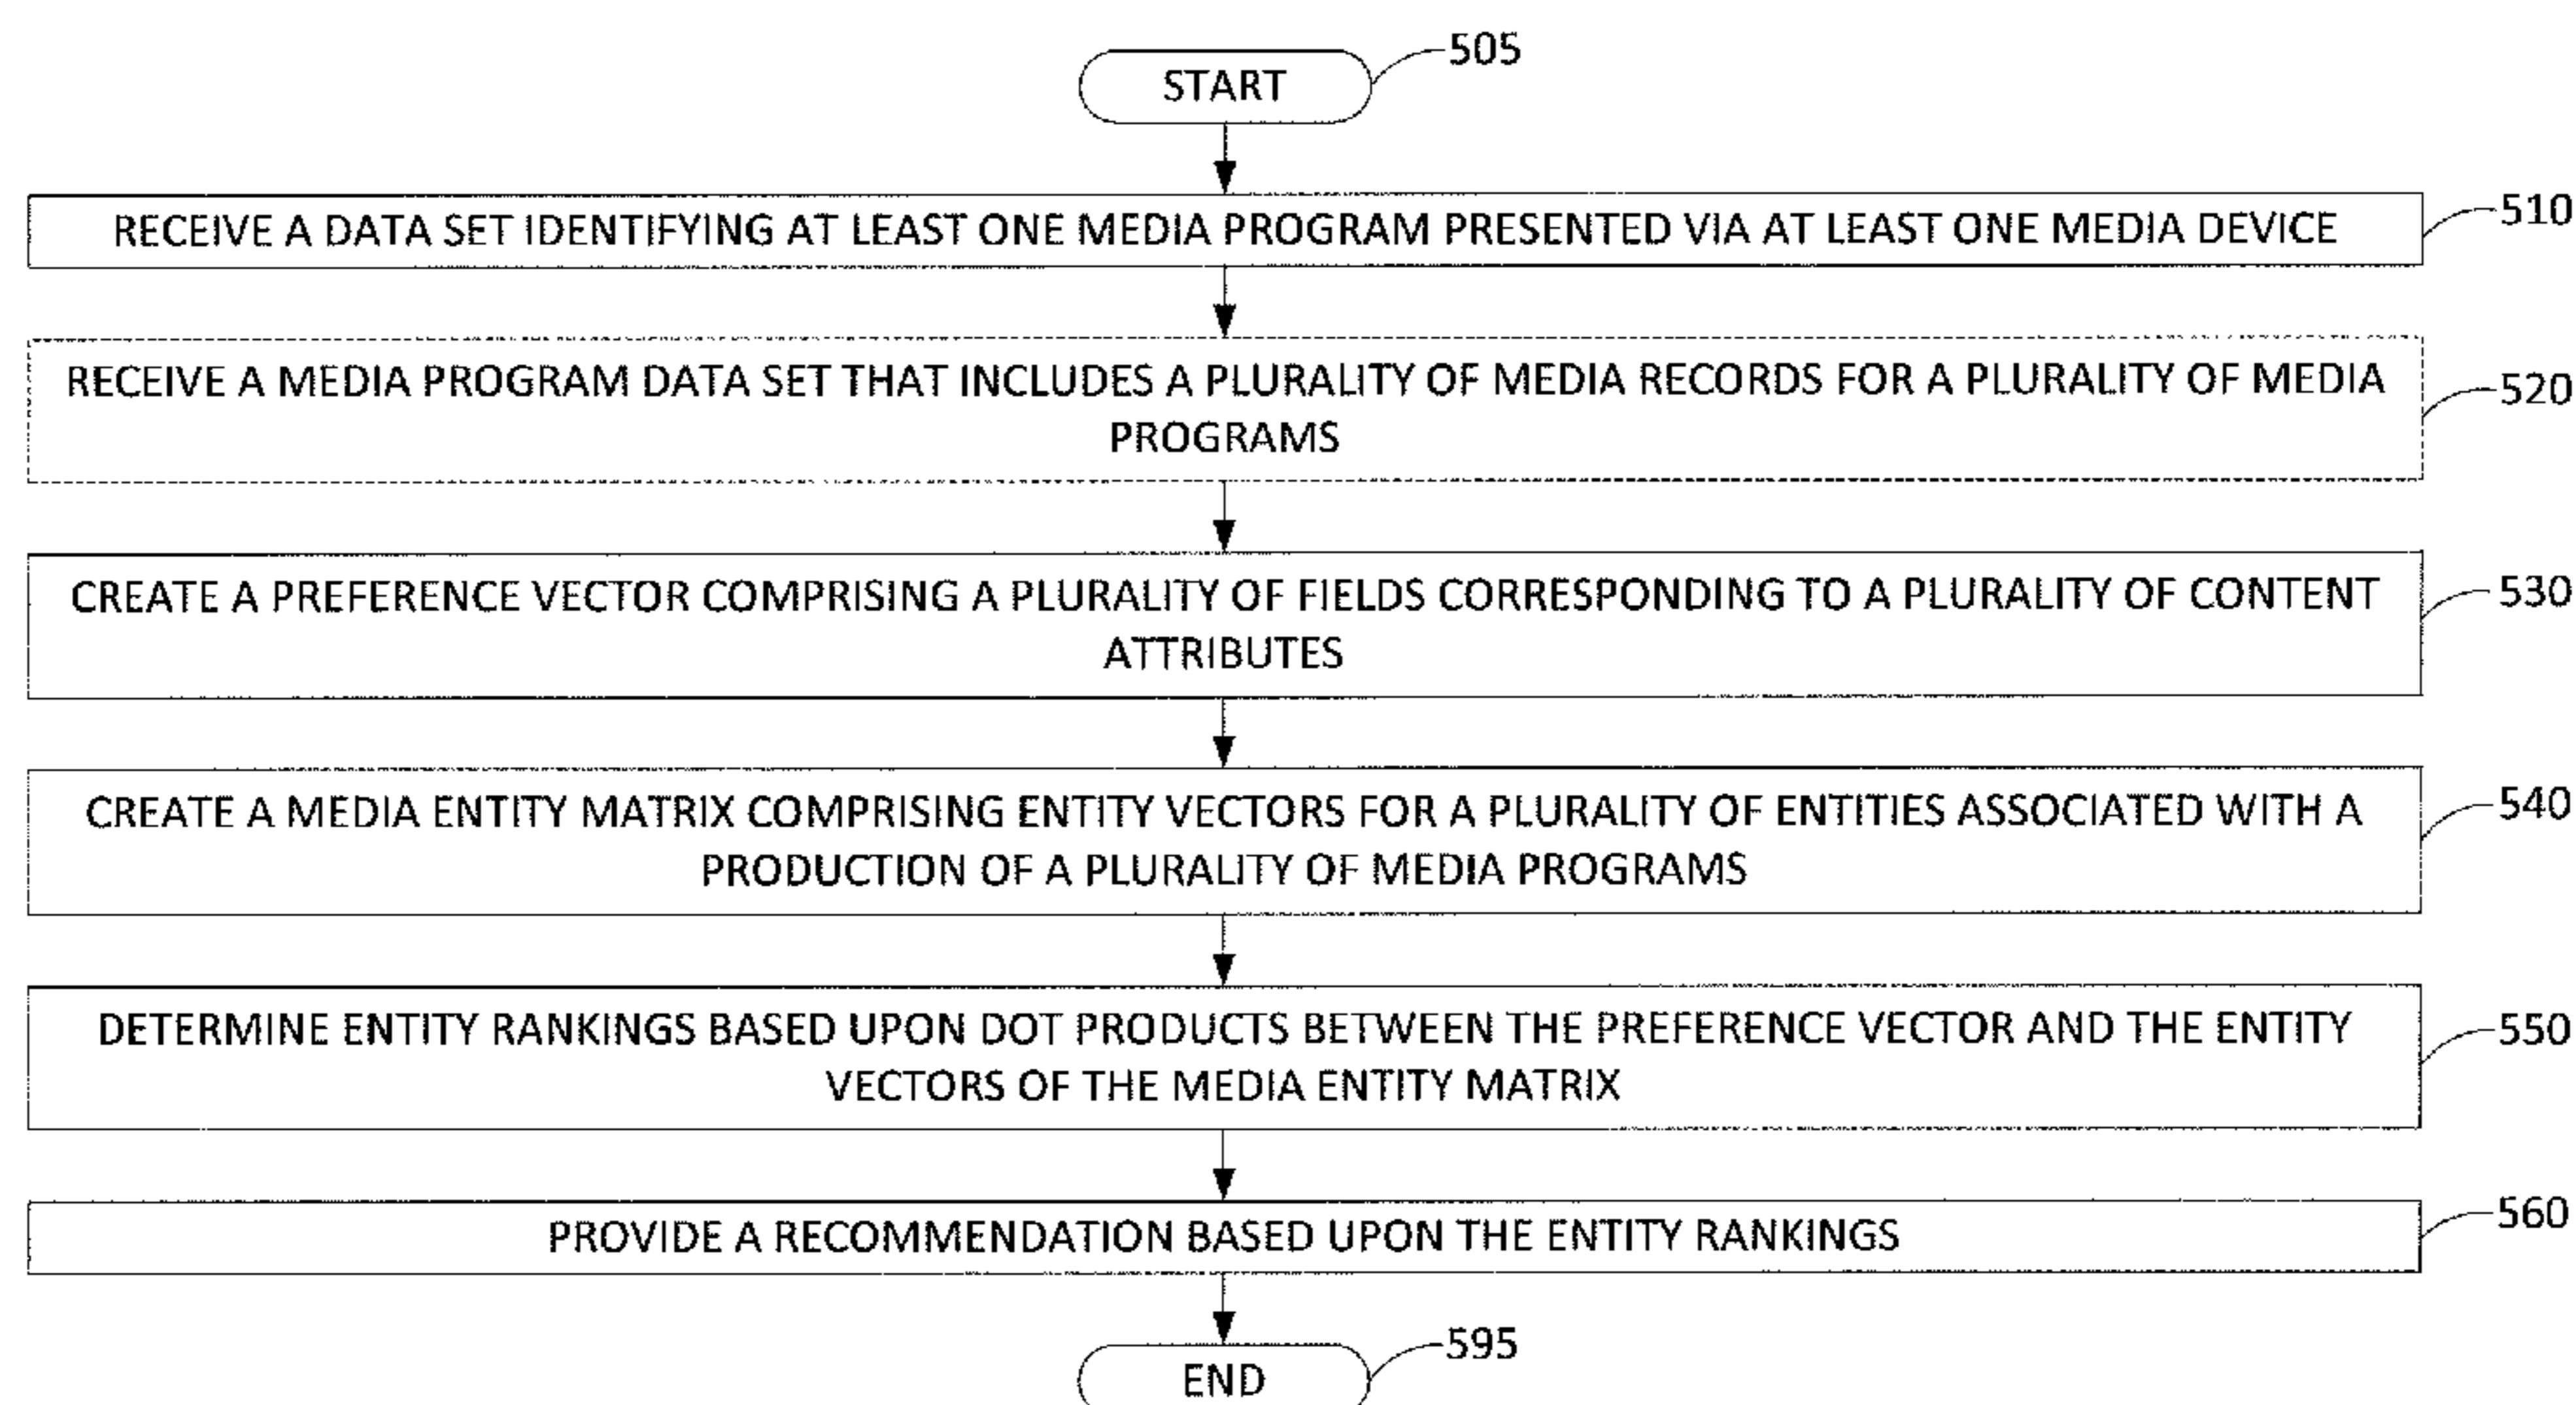 START
505
RECEIVE A DATA SET IDENTIFYING AT LEAST ONE MEDIA PROGRAM PRESENTED VIA AT LEAST ONE MEDIA DEVICE
510
RECEIVE A MEDIA PROGRAM DATA SET THAT INCLUDES A PLURALITY OF MEDIA RECORDS FOR A PLURALITY OF MEDIA
PROGRAMS
520
CREATE A PREFERENCE VECTOR COMPRISING A PLURALITY OF FIELDS CORRESPONDING TO A PLURALITY OF CONTENT
ATTRIBUTES
530
CREATE A MEDIA ENTITY MATRIX COMPRISING ENTITY VECTORS FOR A PLURALITY OF ENTITIES ASSOCIATED WITH A
PRODUCTION OF A PLURALITY OF MEDIA PROGRAMS
540
DETERMINE ENTITY RANKINGS BASED UPON DOT PRODUCTS BETWEEN THE PREFERENCE VECTOR AND THE ENTITY
VECTORS OF THE MEDIA ENTITY MATRIX
550
PROVIDE A RECOMMENDATION BASED UPON THE ENTITY RANKINGS
560
END
595